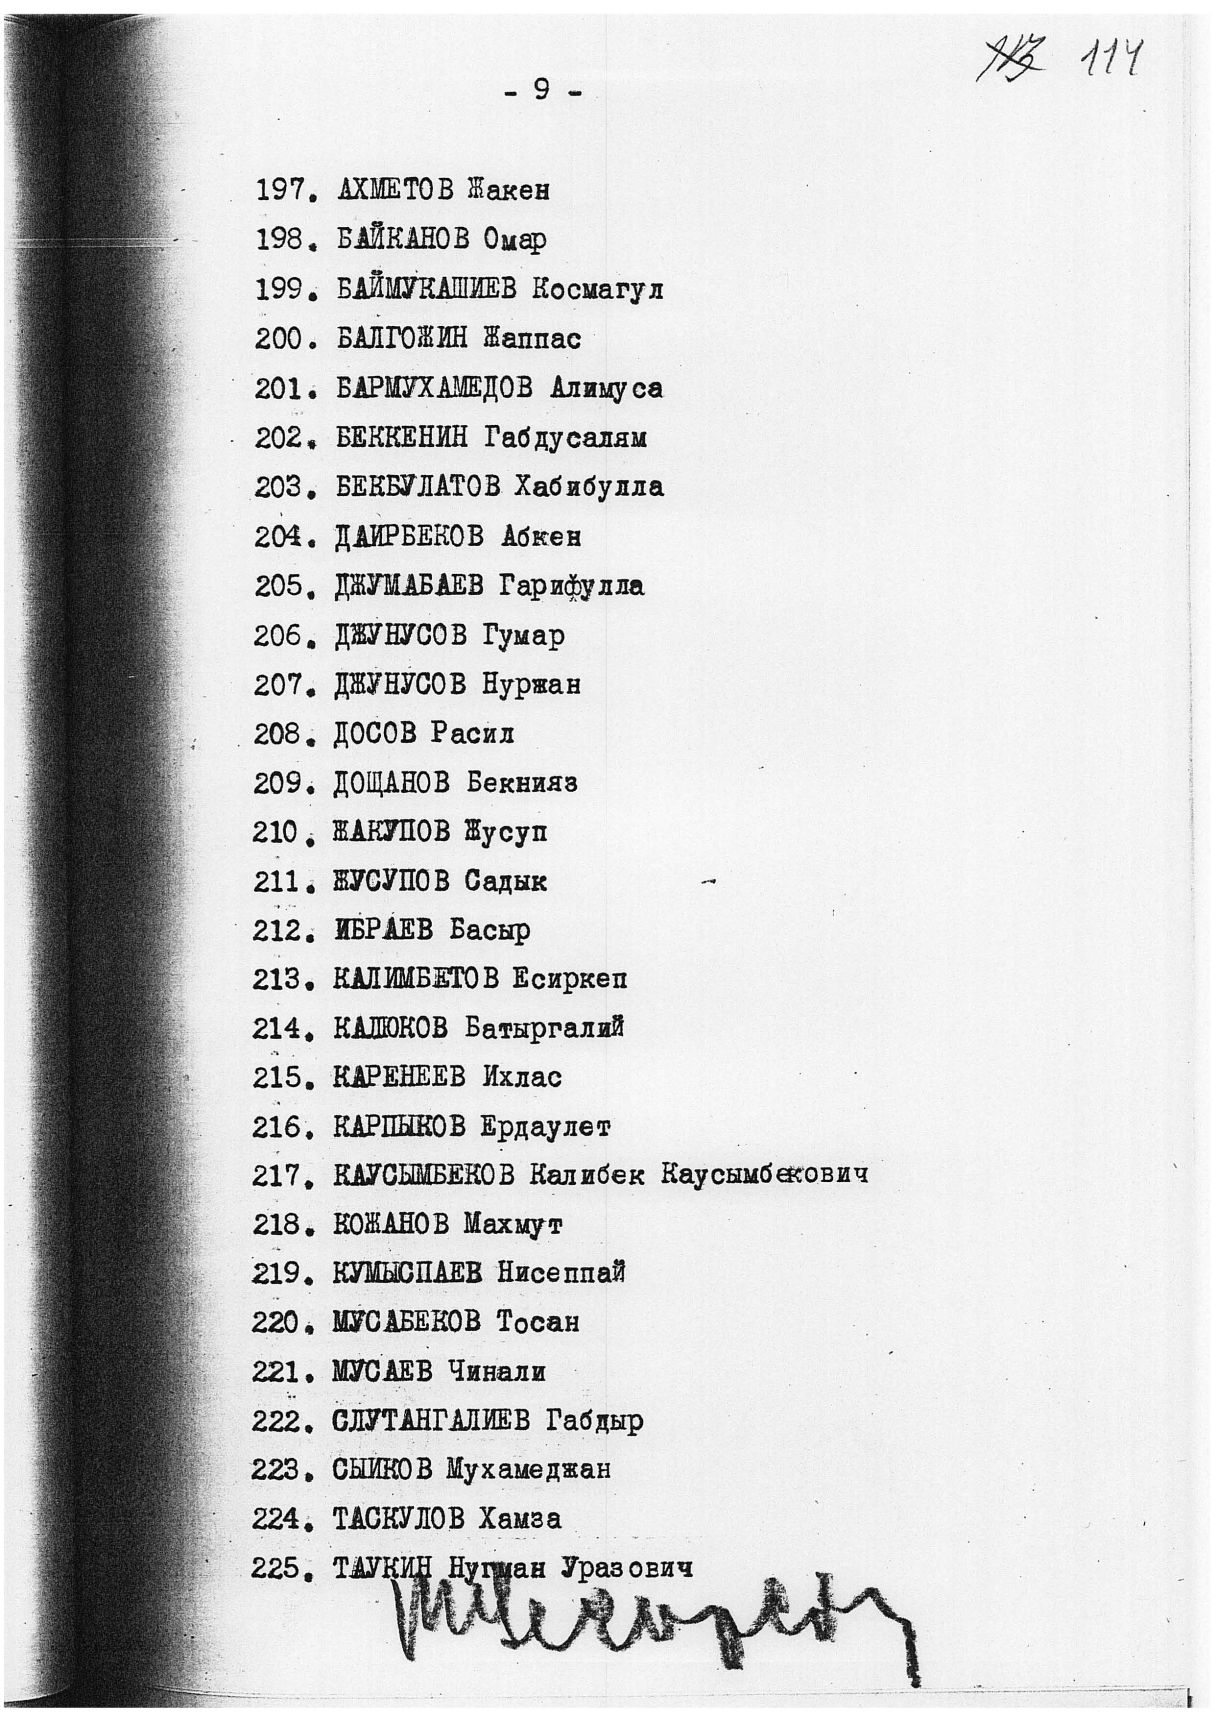 113 114
- 9 -
197. АХМЕТОВ Жакен
198. БАЙКАНОВ Омар
199. БАЙМУКАШИЕВ Космагул
200. БАЛГОЖИН Жаппас
201. БАРМУХАМЕДОВ Алимуса
202. БЕККЕНИН Габдусалям
203. БЕКБУЛАТОВ Хабибулла
204. ДАИРБЕКОВ Абкен
205. ДЖУМАБАЕВ Гарифулла
206. ДЖУНУСОВ Гумар
207. ДЖУНУСОВ Нуржан
208. ДОСОВ Расил
209. ДОЩАНОВ Бекнияз
210. ЖАКУПОВ Жусуп
211. ЖУСУПОВ Садык
212. ИБРАЕВ Басыр
213. КАЛИМБЕТОВ Есиркеп
214. КАЛЮКОВ Батыргалий
215. КАРЕНЕЕВ Ихлас
216. КАРПЫКОВ Ердаулет
217. КАУСЫМБЕКОВ Калибек Каусымбекович
218. КОЖАНОВ Махмут
219. КУМЫСПАЕВ Нисеппай
220. МУСАБЕКОВ Тосан
221. МУСАЕВ Чинали
222. СЛУТАНГАЛИЕВ Габдыр
223. СЫИКОВ Мухамеджан
224. ТАСКУЛОВ Хамза
225. ТАУКИН Нугман Уразович